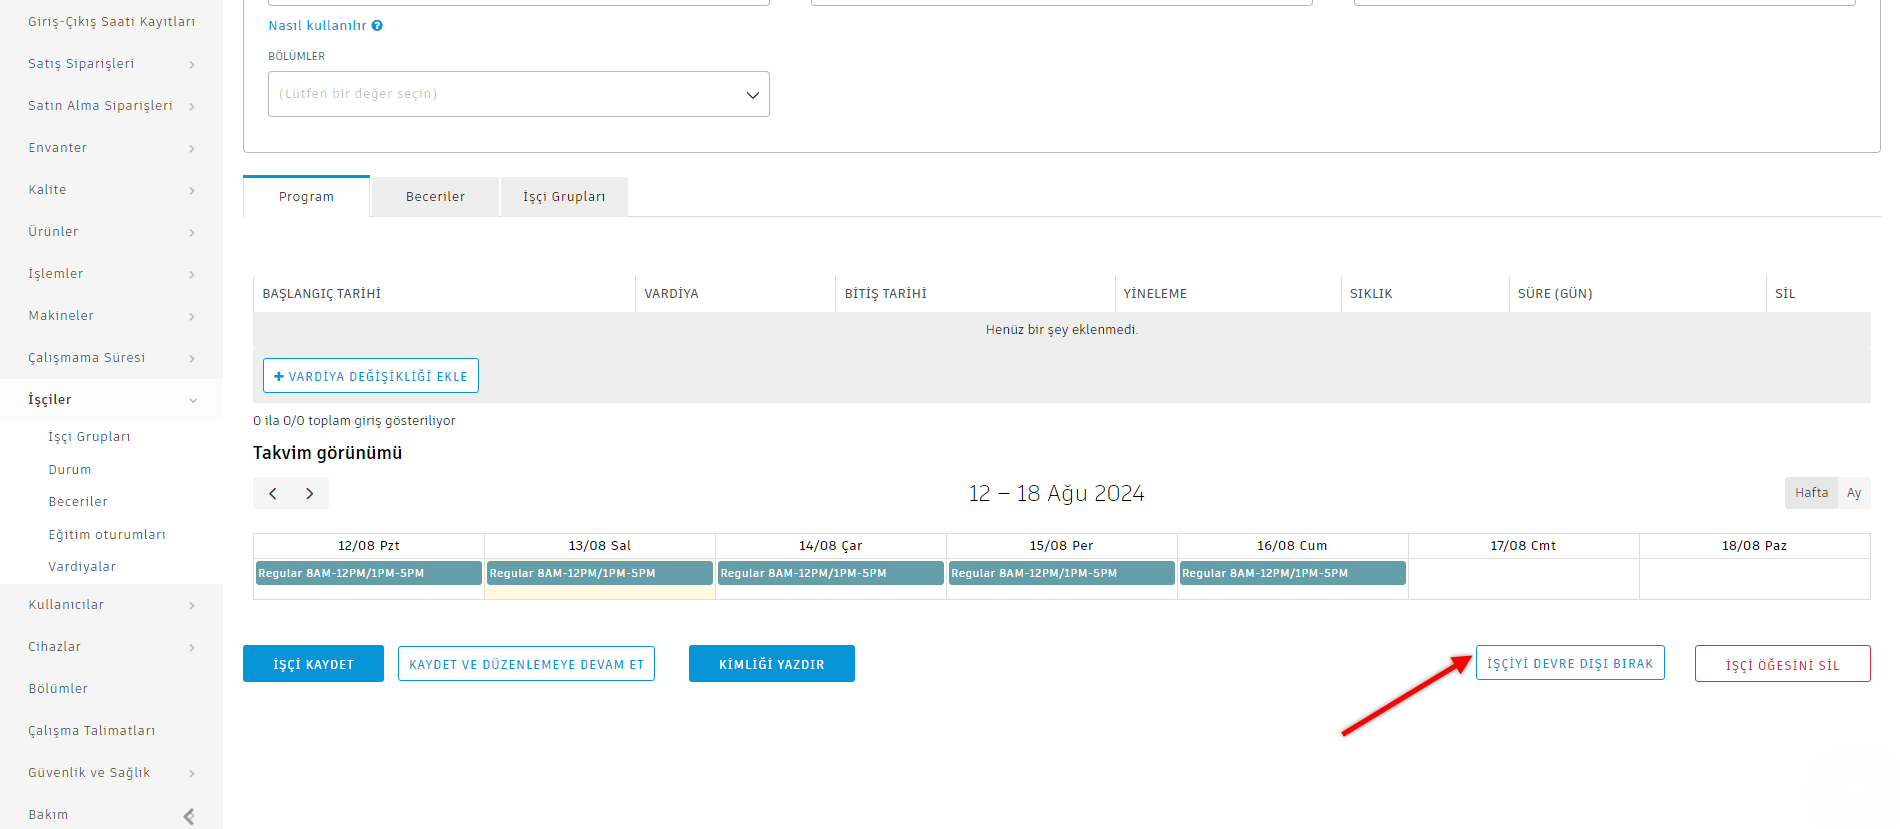 Giriş-Çıkış Saati Kayıtları
Satış Siparişleri
Satın Alma Siparişleri
Envanter
Kalite
Ürünler
İşlemler
Makineler
Çalışmama Süresi
İşçiler
İşçi Grupları
Durum
Beceriler
Eğitim oturumları
Vardiyalar
Kullanıcılar
Cihazlar
Bölümler
Çalışma Talimatları
Güvenlik ve Sağlık
Bakım
Nasıl kullanılır
BÖLÜMLER
(Lütfen bir değer seçin)
Program Beceriler İşçi Grupları
BAŞLANGIÇ TARİHİ VARDİYA BİTİŞ TARİHİ YİNELEME SIKLIK SÜRE (GÜN) SİL
Henüz bir şey eklenmedi.
+ VARDİYA DEĞİŞİKLİĞİ EKLE
0 ila 0/0 toplam giriş gösteriliyor
Takvim görünümü
12 – 18 Ağu 2024 Hafta Ay
12/08 Pzt 13/08 Sal 14/08 Çar 15/08 Per 16/08 Cum 17/08 Cmt 18/08 Paz
Regular 8AM-12PM/1PM-5PM Regular 8AM-12PM/1PM-5PM Regular 8AM-12PM/1PM-5PM Regular 8AM-12PM/1PM-5PM Regular 8AM-12PM/1PM-5PM
İŞÇİ KAYDET KAYDET VE DÜZENLEMEYE DEVAM ET KİMLİĞİ YAZDIR İŞÇİYİ DEVRE DIŞI BIRAK İŞÇİ ÖĞESİNİ SİL